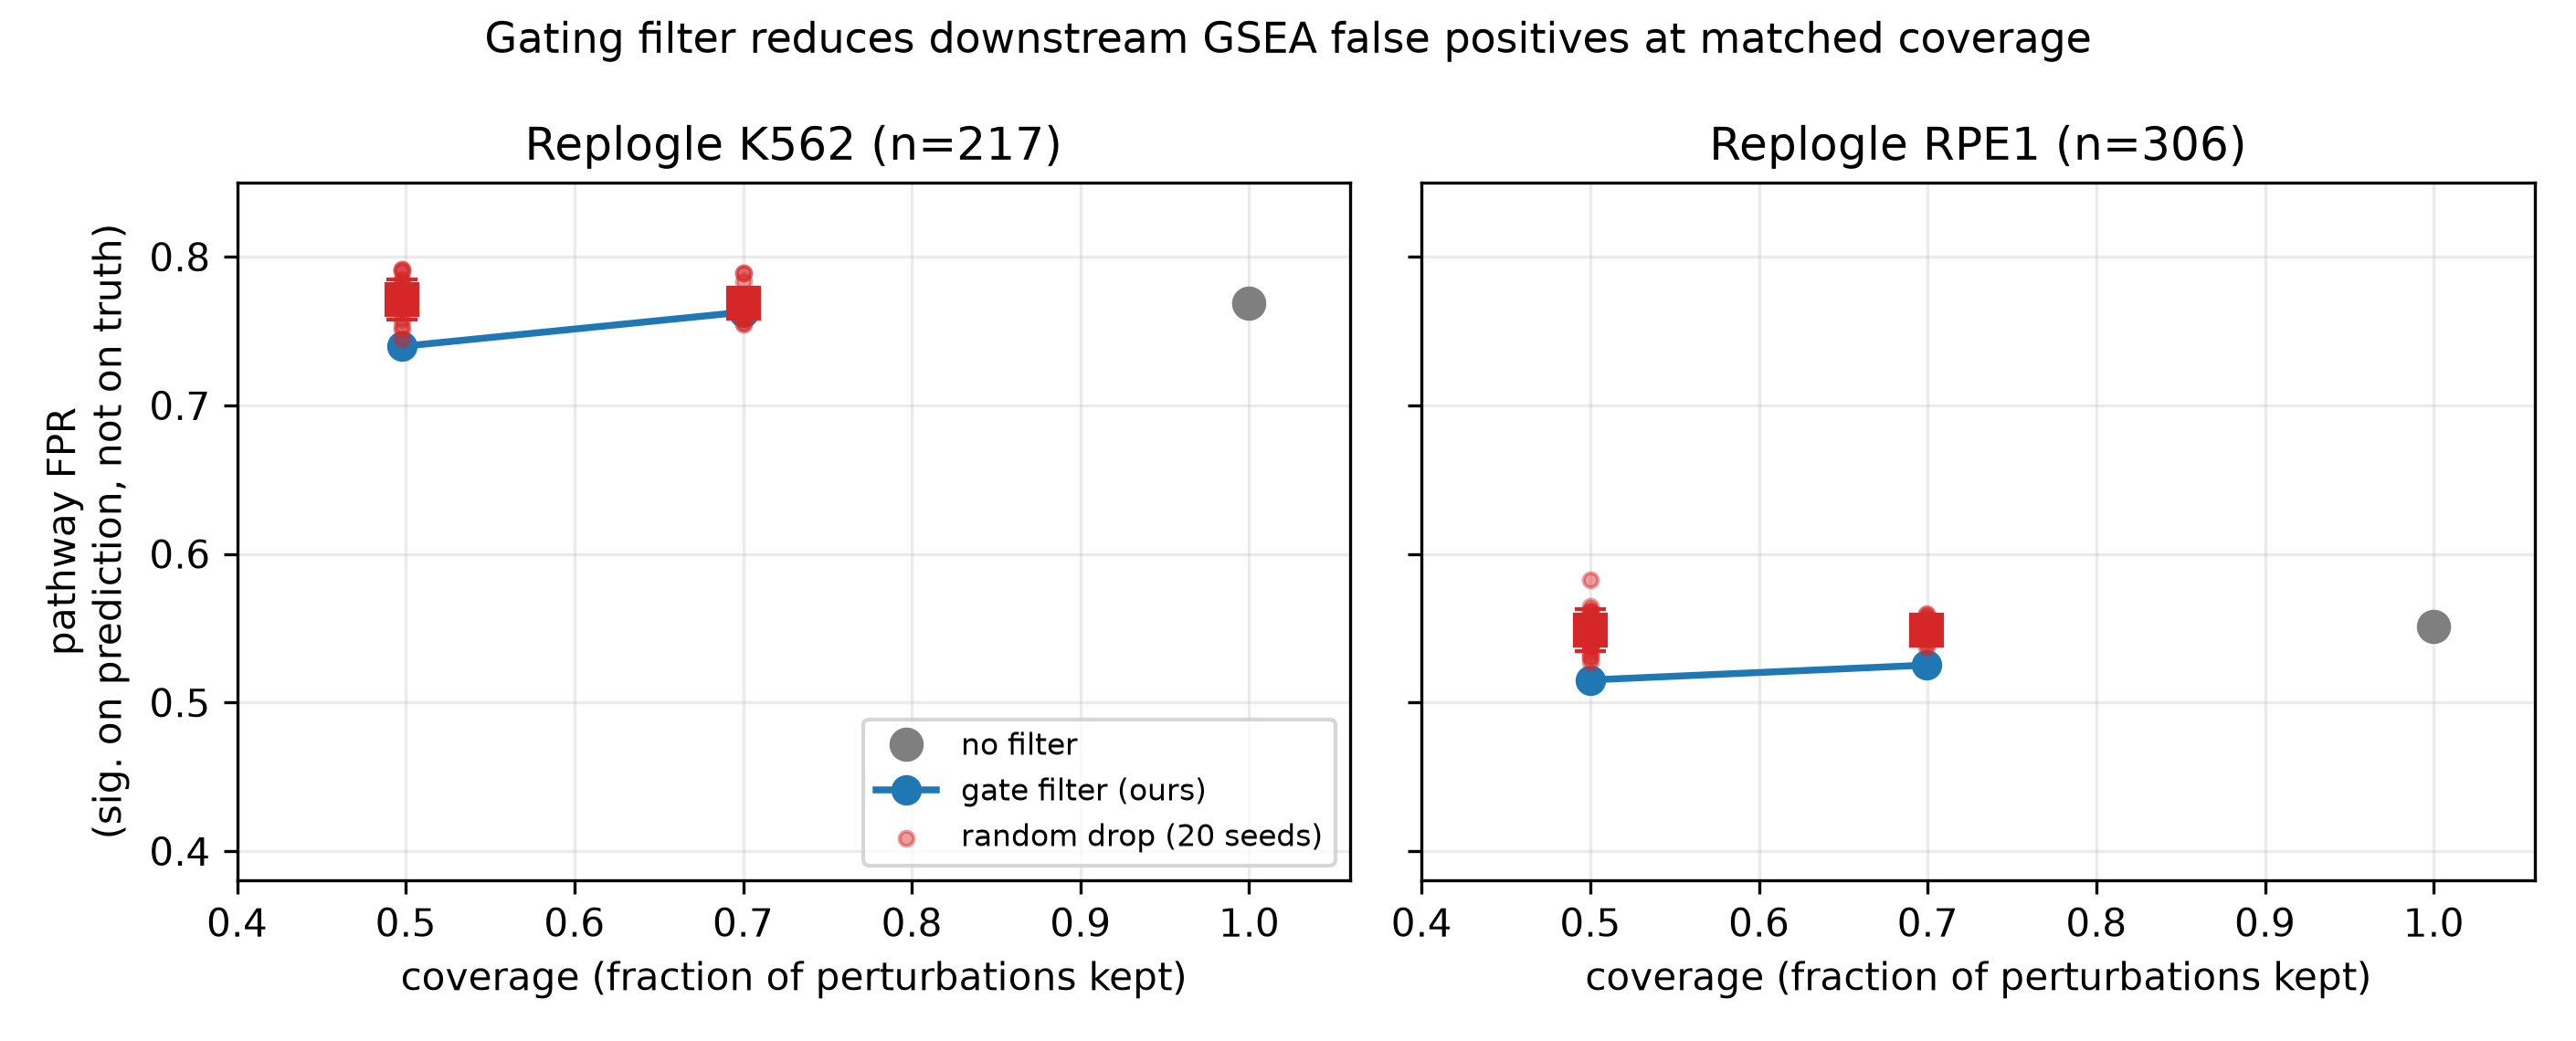 Gating filter reduces downstream GSEA false positives at matched coverage
Replogle K562 (n=217)
pathway FPR
(sig. on prediction, not on truth)
0.8
0.7
0.6
0.5
0.4
no filter
gate filter (ours)
random drop (20 seeds)
0.4 0.5 0.6 0.7 0.8 0.9 1.0
coverage (fraction of perturbations kept)
Replogle RPE1 (n=306)
0.4 0.5 0.6 0.7 0.8 0.9 1.0
coverage (fraction of perturbations kept)